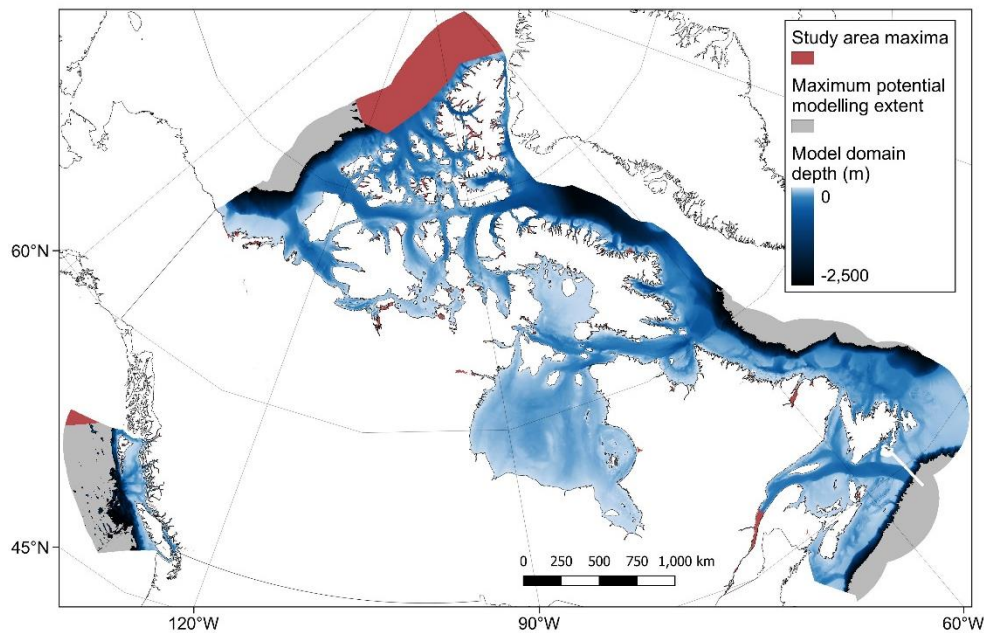 Study area maxima
Maximum potential
modelling extent
Model domain
depth (m)
0
-2,500
60°N
45°N
0 250 500 750 1,000 km
120°W 90°W 60°W